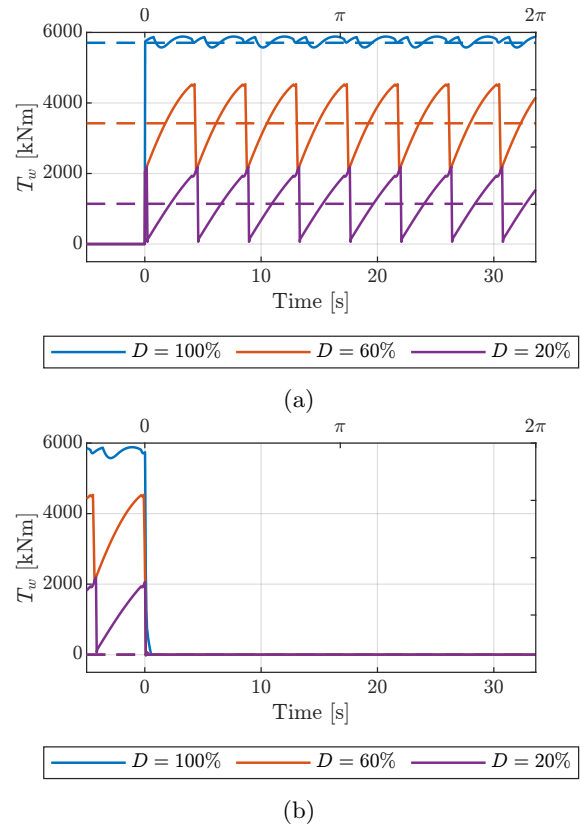 0 π 2π
6000
4000
2000
0
T_w [kNm]
0 10 20 30
Time [s]
D = 100% D = 60% D = 20%
(a)
0 π 2π
6000
4000
2000
0
T_w [kNm]
0 10 20 30
Time [s]
D = 100% D = 60% D = 20%
(b)